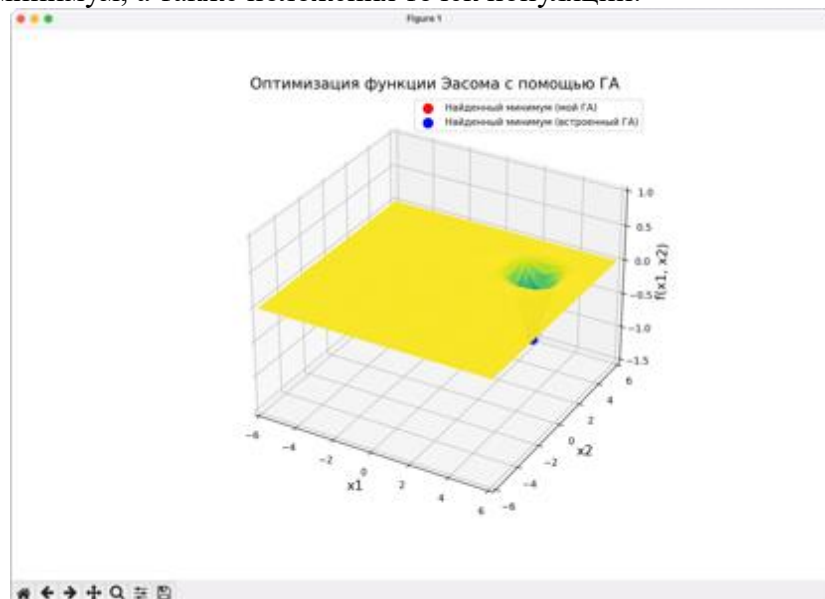 минимум, а также положения точек популяции.
Figure 1
Оптимизация функции Эасома с помощью ГА
Найденный минимум (мой ГА)
Найденный минимум (встроенный ГА)
1.0
0.5
0.0
−0.5
−1.0
−1.5
f(x1, x2)
−6
−4
−2
0
2
4
6
x1
−6
−4
−2
0
2
4
6
x2